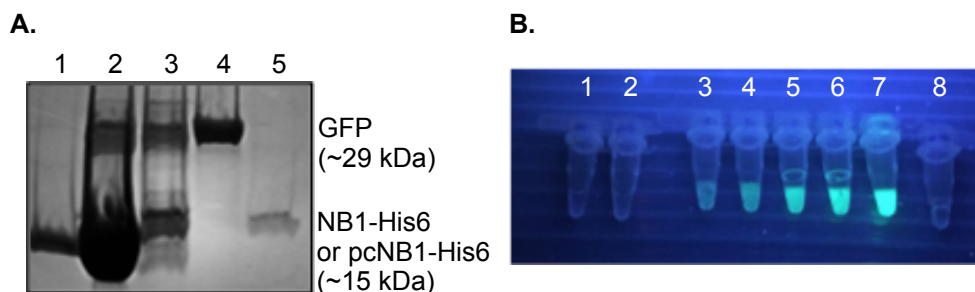 A.
1 2 3 4 5
GFP
(~29 kDa)
NB1-His6
or pcNB1-His6
(~15 kDa)
B.
1 2 3 4 5 6 7 8